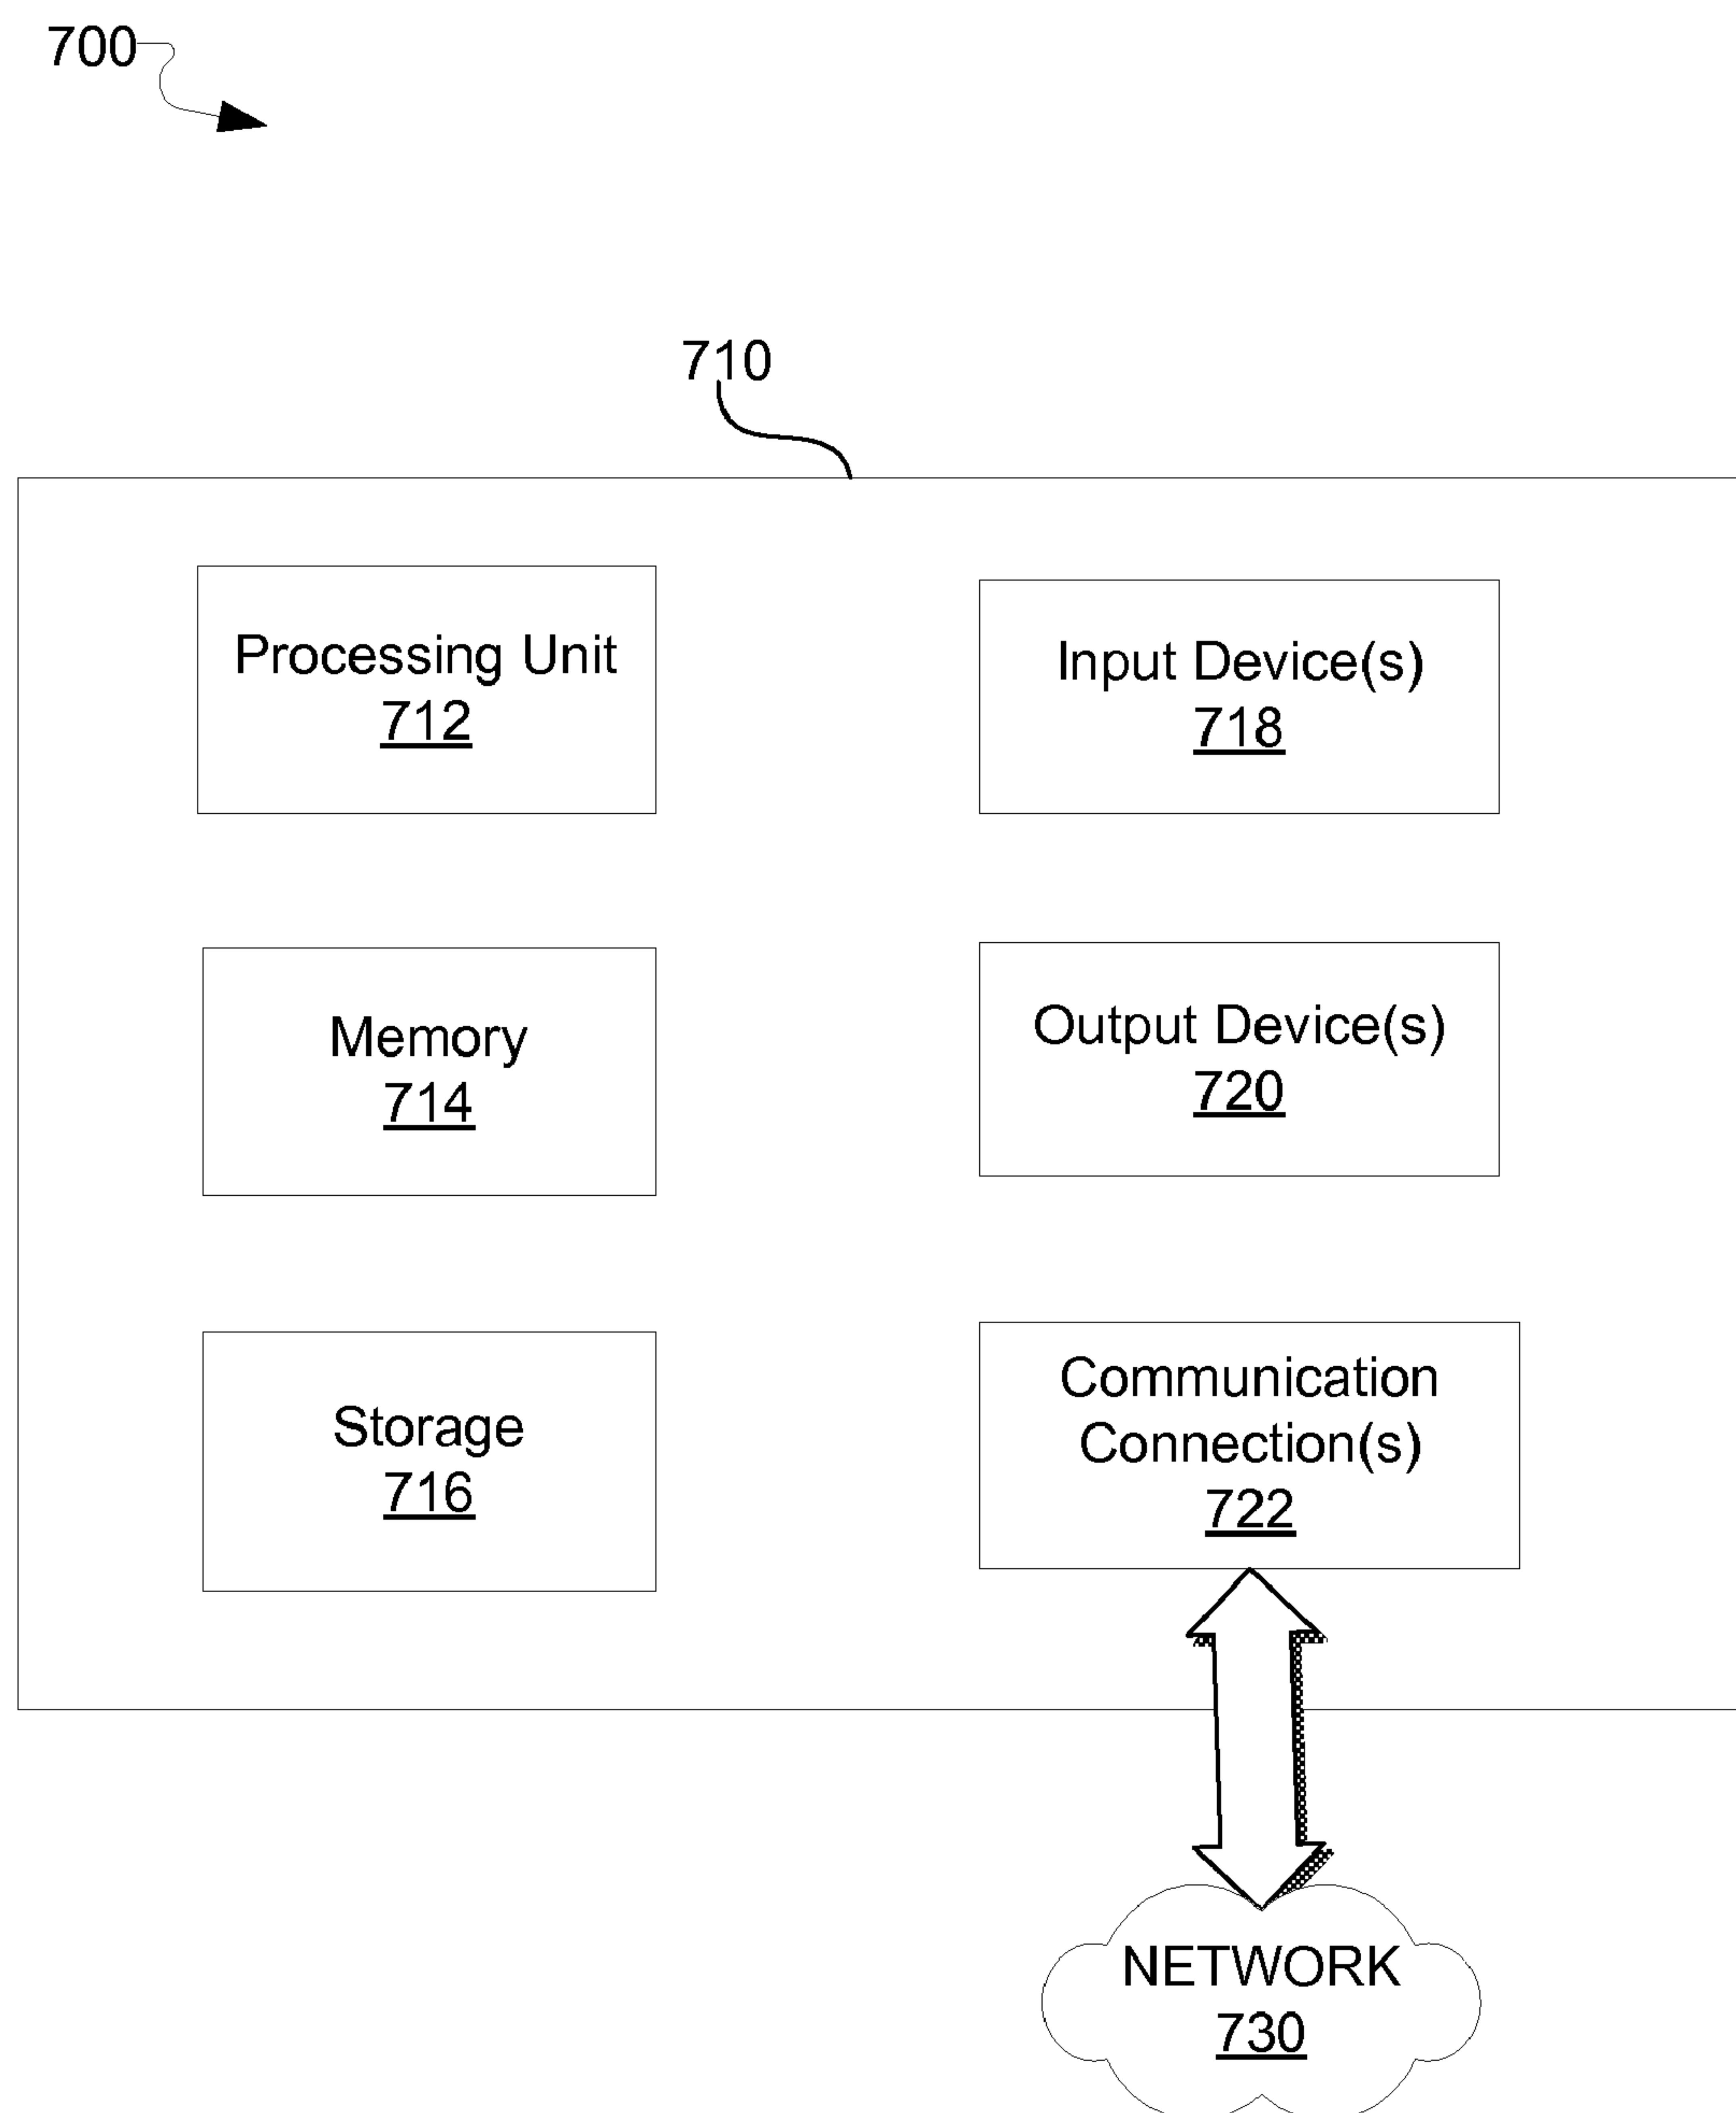 700
710
Processing Unit
712
Input Device(s)
718
Memory
714
Output Device(s)
720
Storage
716
Communication
Connection(s)
722
NETWORK
730